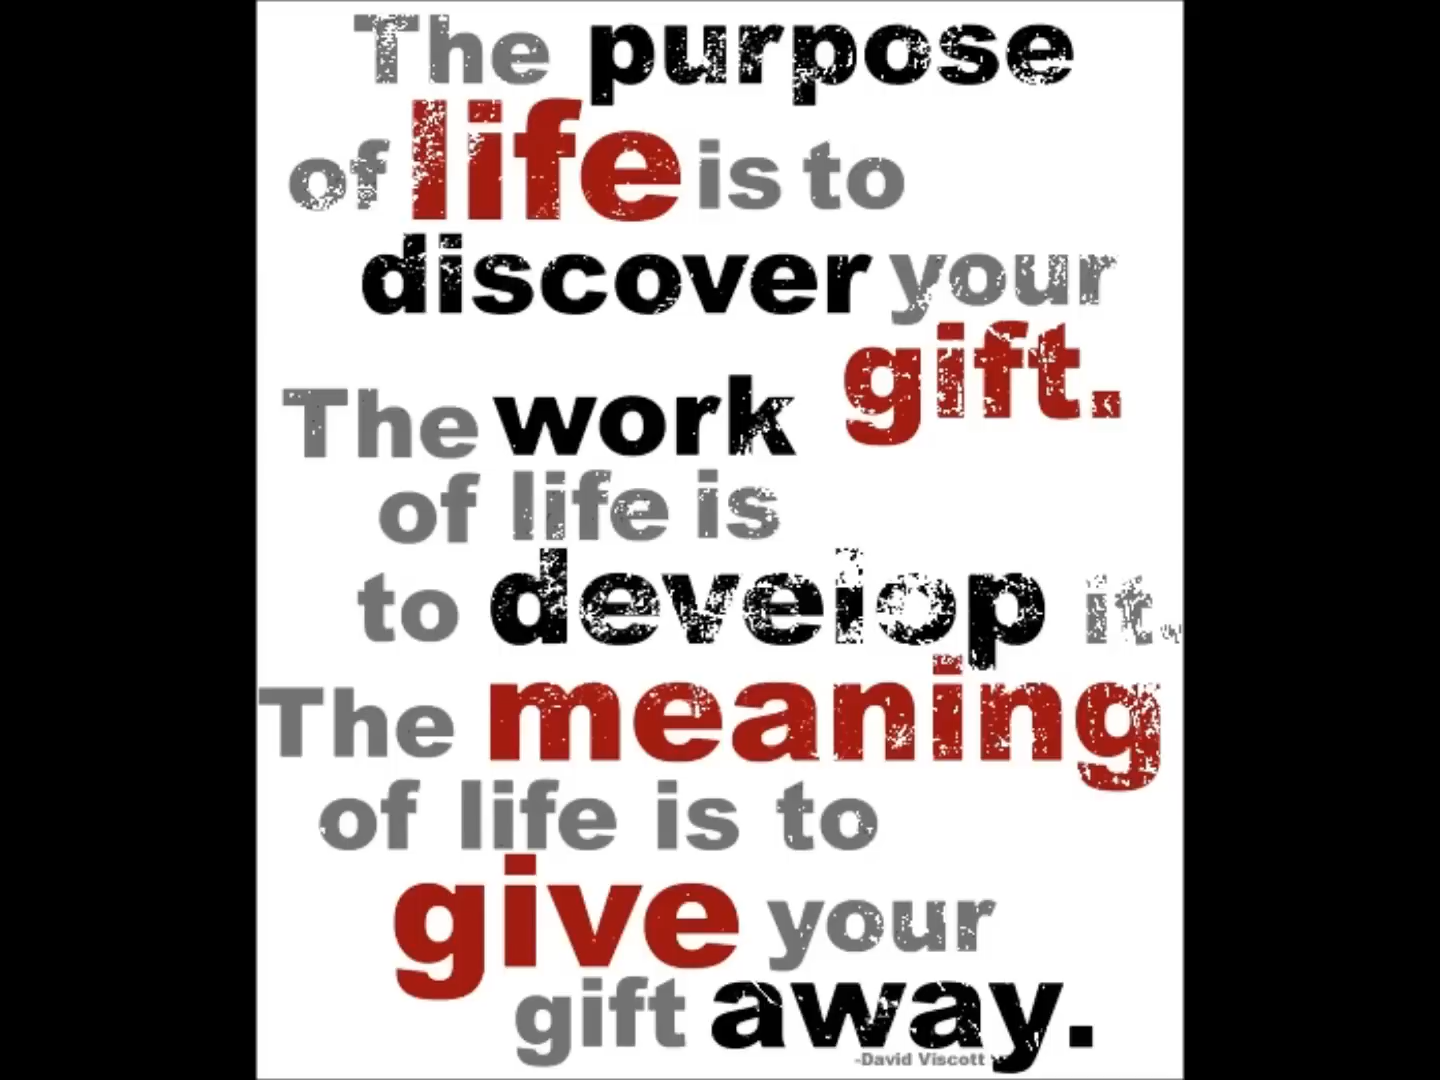 The purpose
of life is to
discover your
gift.
The work
of life is
to develop it.
The meaning
of life is to
give your
gift away.
-David Viscott